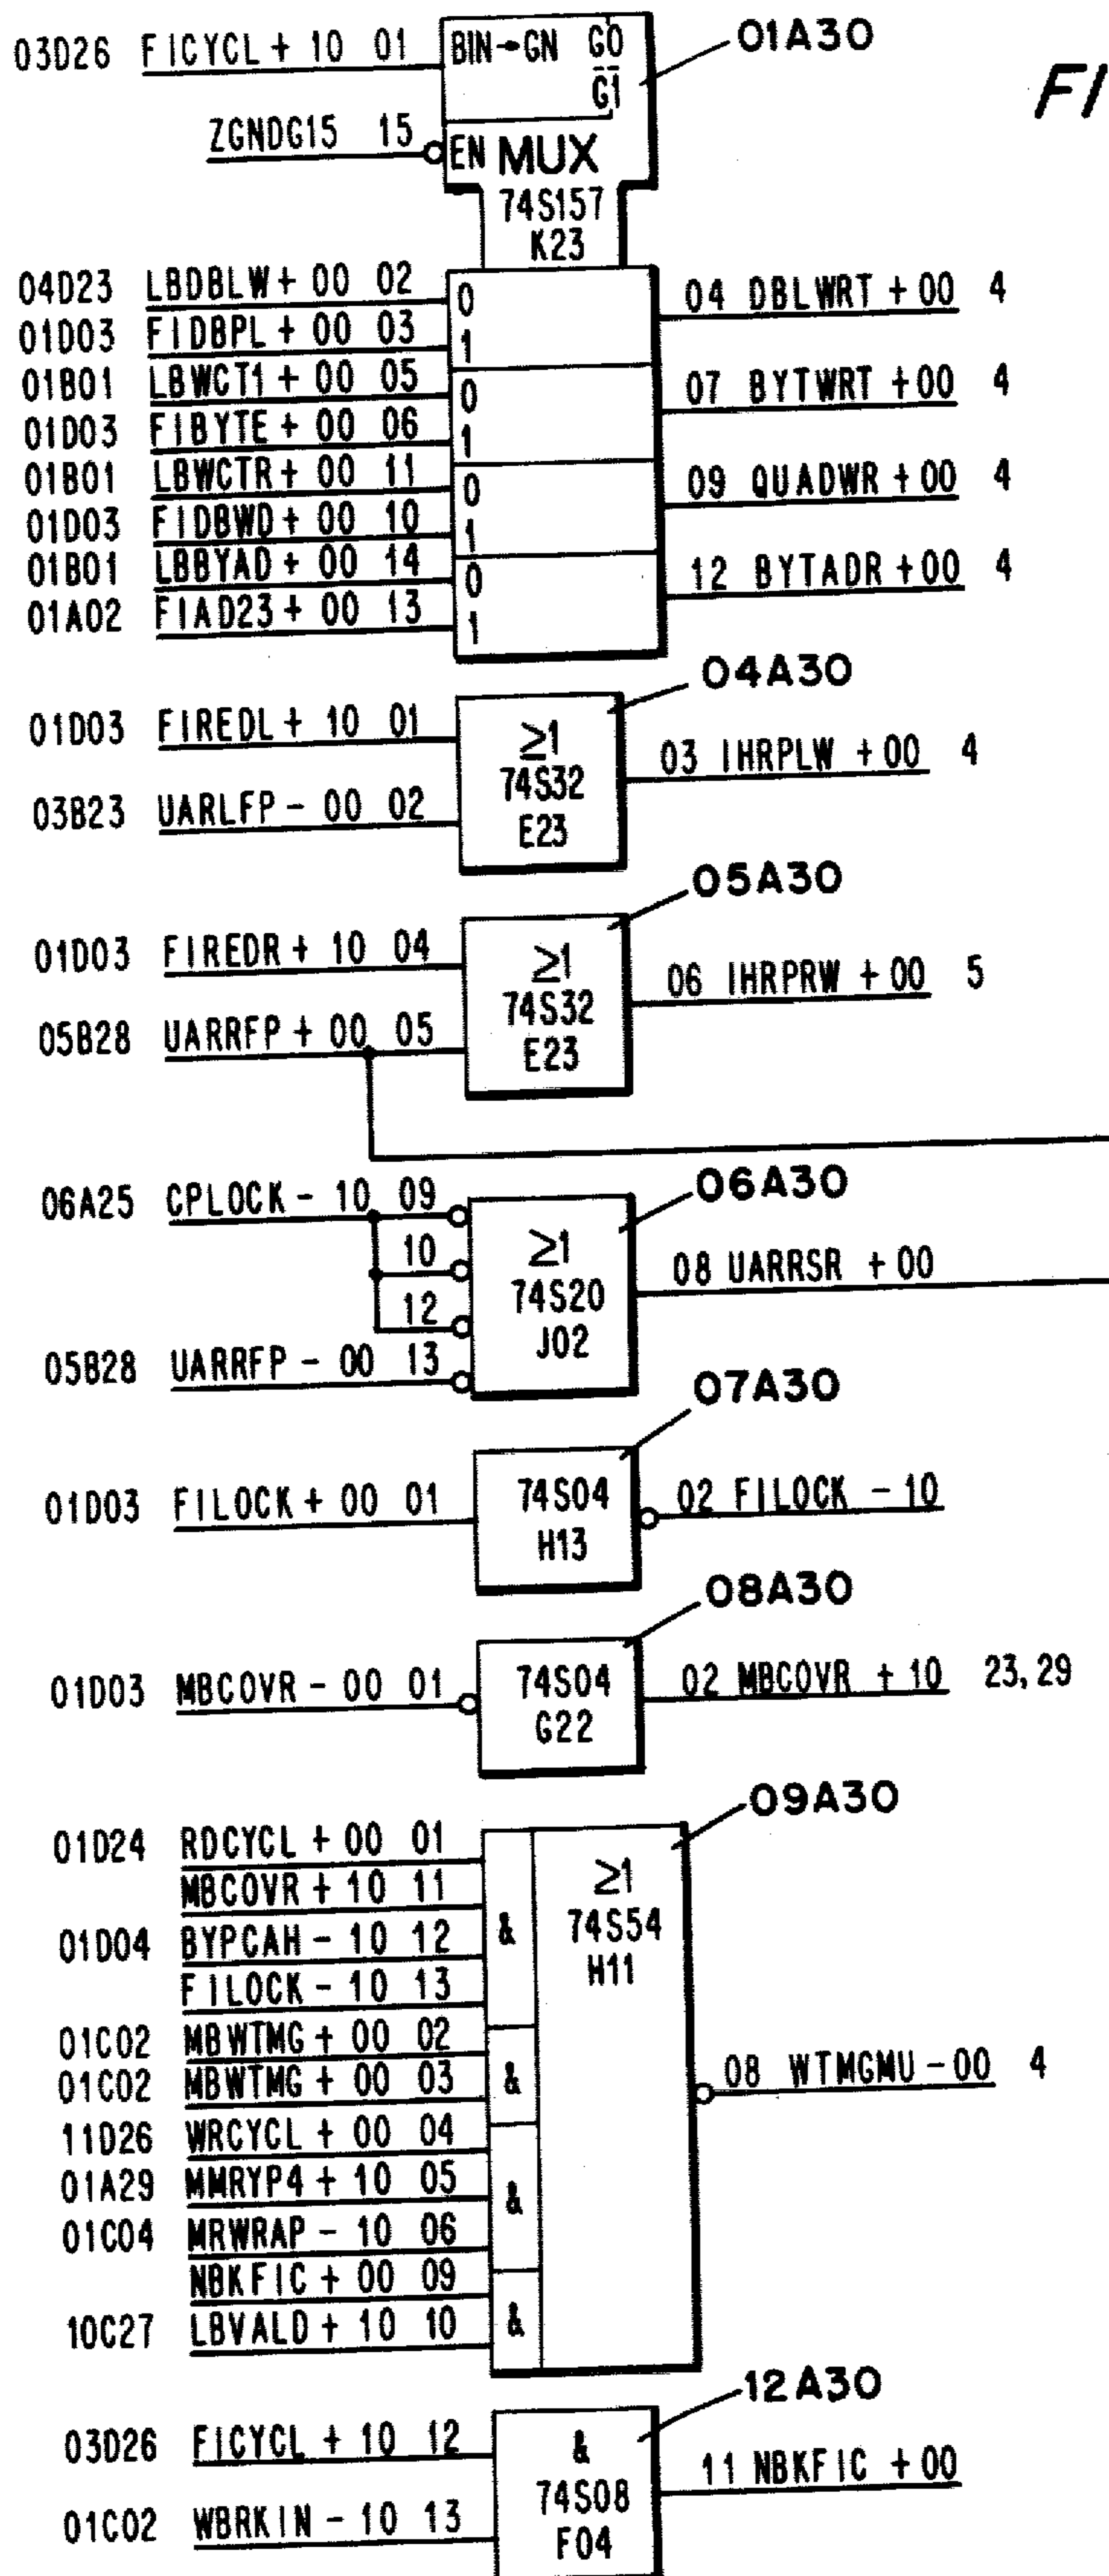 03D26 FICYCL + 10 01 BIN→GN G0 01A30
G1
FI
ZGNDG15 15 EN MUX
74S157
K23
04D23 LBDBLW + 00 02 0 04 DBLWRT +00 4
01D03 FIDBPL + 00 03 1
01B01 LBWCT1 + 00 05 0 07 BYTWRT +00 4
01D03 FIBYTE + 00 06 1
01B01 LBWCTR + 00 11 0 09 QUADWR +00 4
01D03 FIDBWD + 00 10 1
01B01 LBBYAD + 00 14 0 12 BYTADR +00 4
01A02 FIAD23 + 00 13 1
04A30
01D03 FIREDL + 10 01 ≥1 03 IHRPLW +00 4
74S32
03B23 UARLFP - 00 02 E23
05A30
01D03 FIREDR + 10 04 ≥1 06 IHRPRW +00 5
74S32
05B28 UARRFP + 00 05 E23
06A30
06A25 CPLOCK - 10 09 ≥1
10 74S20 08 UARRSR +00
12 J02
05B28 UARRFP - 00 13
07A30
01D03 FILOCK + 00 01 74S04 02 FILOCK - 10
H13
08A30
01D03 MBCOVR - 00 01 74S04 02 MBCOVR + 10 23, 29
G22
09A30
01D24 RDCYCL + 00 01 ≥1
MBCOVR + 10 11 & 74S54
01D04 BYPCAH - 10 12 H11
FILOCK - 10 13
01C02 MBWTMG + 00 02 &
01C02 MBWTMG + 00 03 08 WTMGMU -00 4
11D26 WRCYCL + 00 04
01A29 MMRYP4 + 10 05 &
01C04 MRWRAP - 10 06
NBKFIC + 00 09 &
10C27 LBVALD + 10 10
12A30
03D26 FICYCL + 10 12 & 11 NBKFIC +00
74S08
01C02 WBRKIN - 10 13 F04